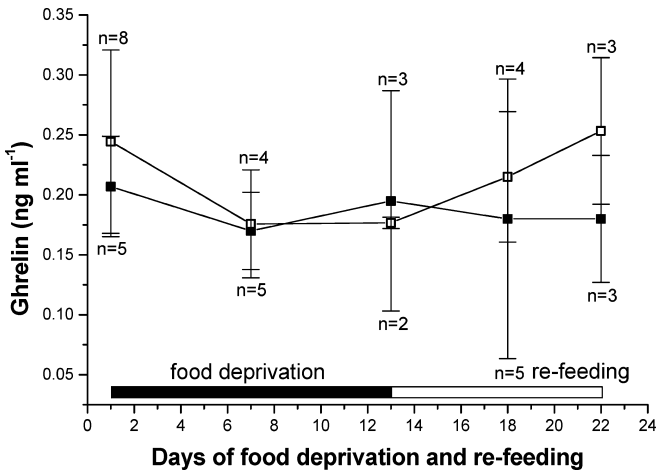 0.35
0.30
0.25
0.20
0.15
0.10
0.05
Ghrelin (ng ml-1)
n=8
n=5
n=4
n=5
n=3
n=2
n=4
n=5
n=3
n=3
food deprivation
re-feeding
0 2 4 6 8 10 12 14 16 18 20 22 24
Days of food deprivation and re-feeding